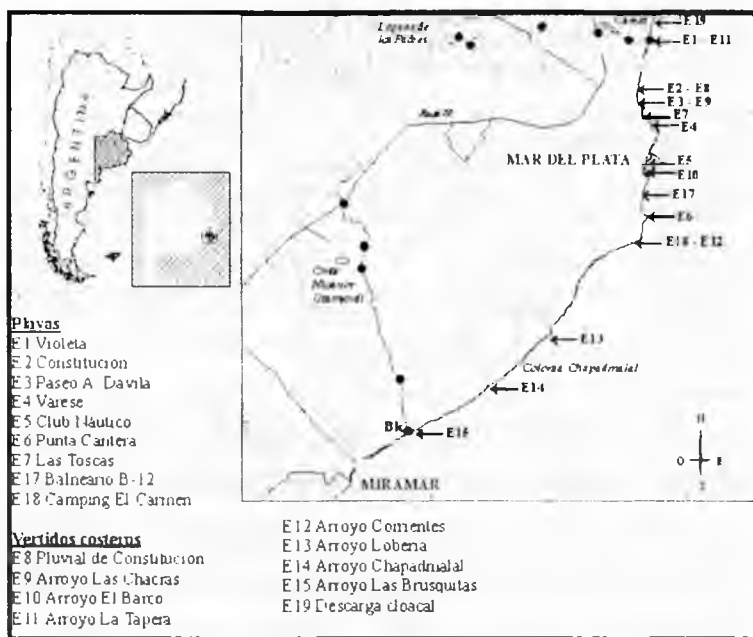 ARGENTINA
Laguna de
los Padres
E19
E1 - E11
E2 - E8
E3 - E9
E7
E4
MAR DEL PLATA
E5
E10
E17
E6
E18 - E12
E13
Colonia Chapadmalal
E14
Bk
E15
MIRAMAR
N
O
E
S
Playas
E1 Violeta
E2 Constitucion
E3 Paseo A. Davila
E4 Varese
E5 Club Náutico
E6 Punta Cantera
E7 Las Toscas
E17 Balneario B-12
E18 Camping El Carmen
Vertidos costeros
E8 Pluvial de Constitucion
E9 Arroyo Las Chacras
E10 Arroyo El Barco
E11 Arroyo La Tapera
E12 Arroyo Corrientes
E13 Arroyo Loberia
E14 Arroyo Chapadmalal
E15 Arroyo Las Brusquitas
E19 Descarga cloacal